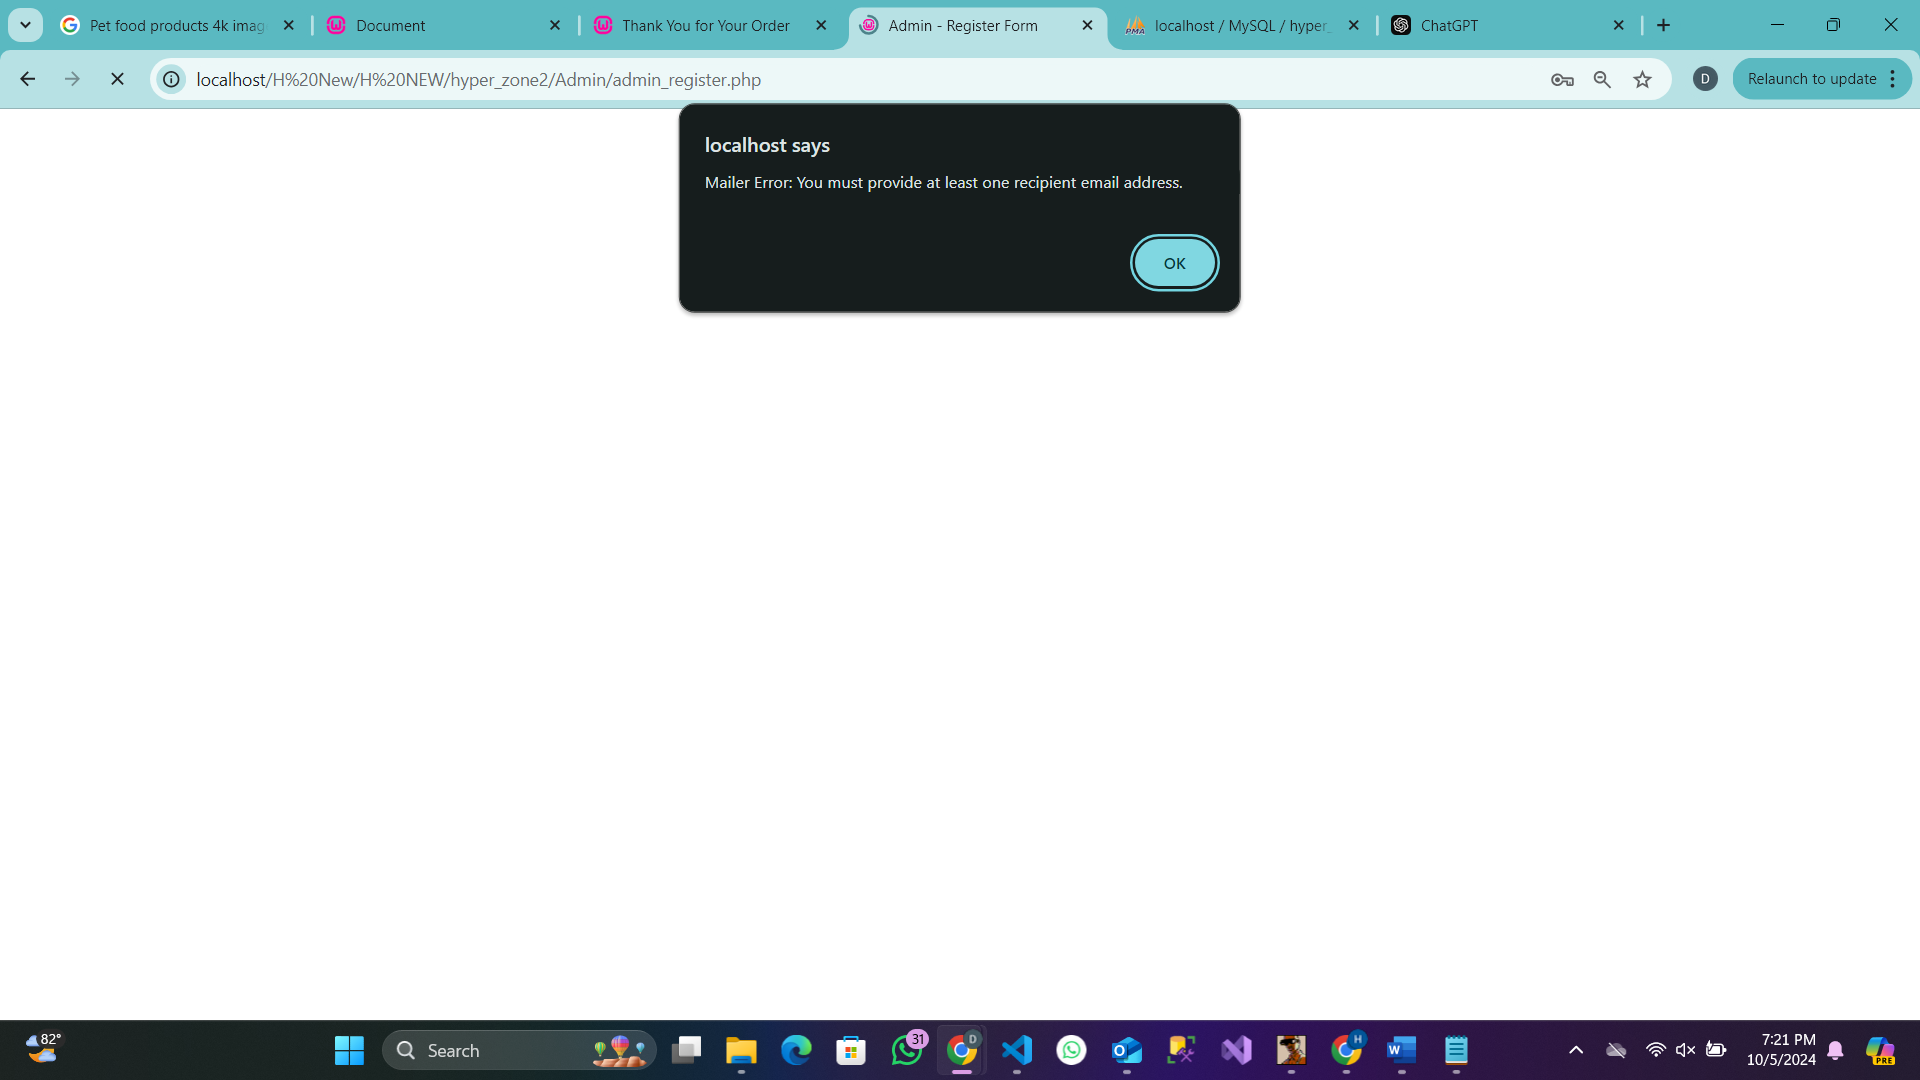 Pet food products 4k imag
Document
Thank You for Your Order
Admin - Register Form
localhost / MySQL / hyper_
ChatGPT
localhost/H%20New/H%20NEW/hyper_zone2/Admin/admin_register.php
D
Relaunch to update
localhost says
Mailer Error: You must provide at least one recipient email address.
OK
82°
Search
31
D
H
7:21 PM
10/5/2024
PRE